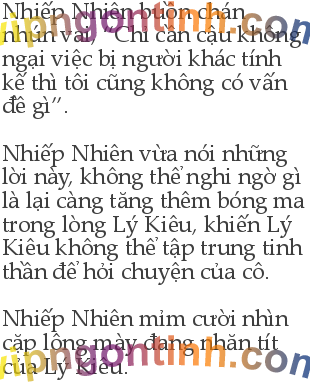 Nhiếp Nhiên buồn chán
nhún vai, “Chỉ cần cậu không
ngại việc bị người khác tính
kế thì tôi cũng không có vấn
đề gì”.
Nhiếp Nhiên vừa nói những
lời này, không thể nghi ngờ gì
là lại càng tăng thêm bóng ma
trong lòng Lý Kiêu, khiến Lý
Kiêu không thể tập trung tinh
thần để hỏi chuyện của cô.
Nhiếp Nhiên mỉm cười nhìn
cặp lông mày đang nhăn tít
của Lý Kiêu.
vipngontinh.com
vipngontinh.com